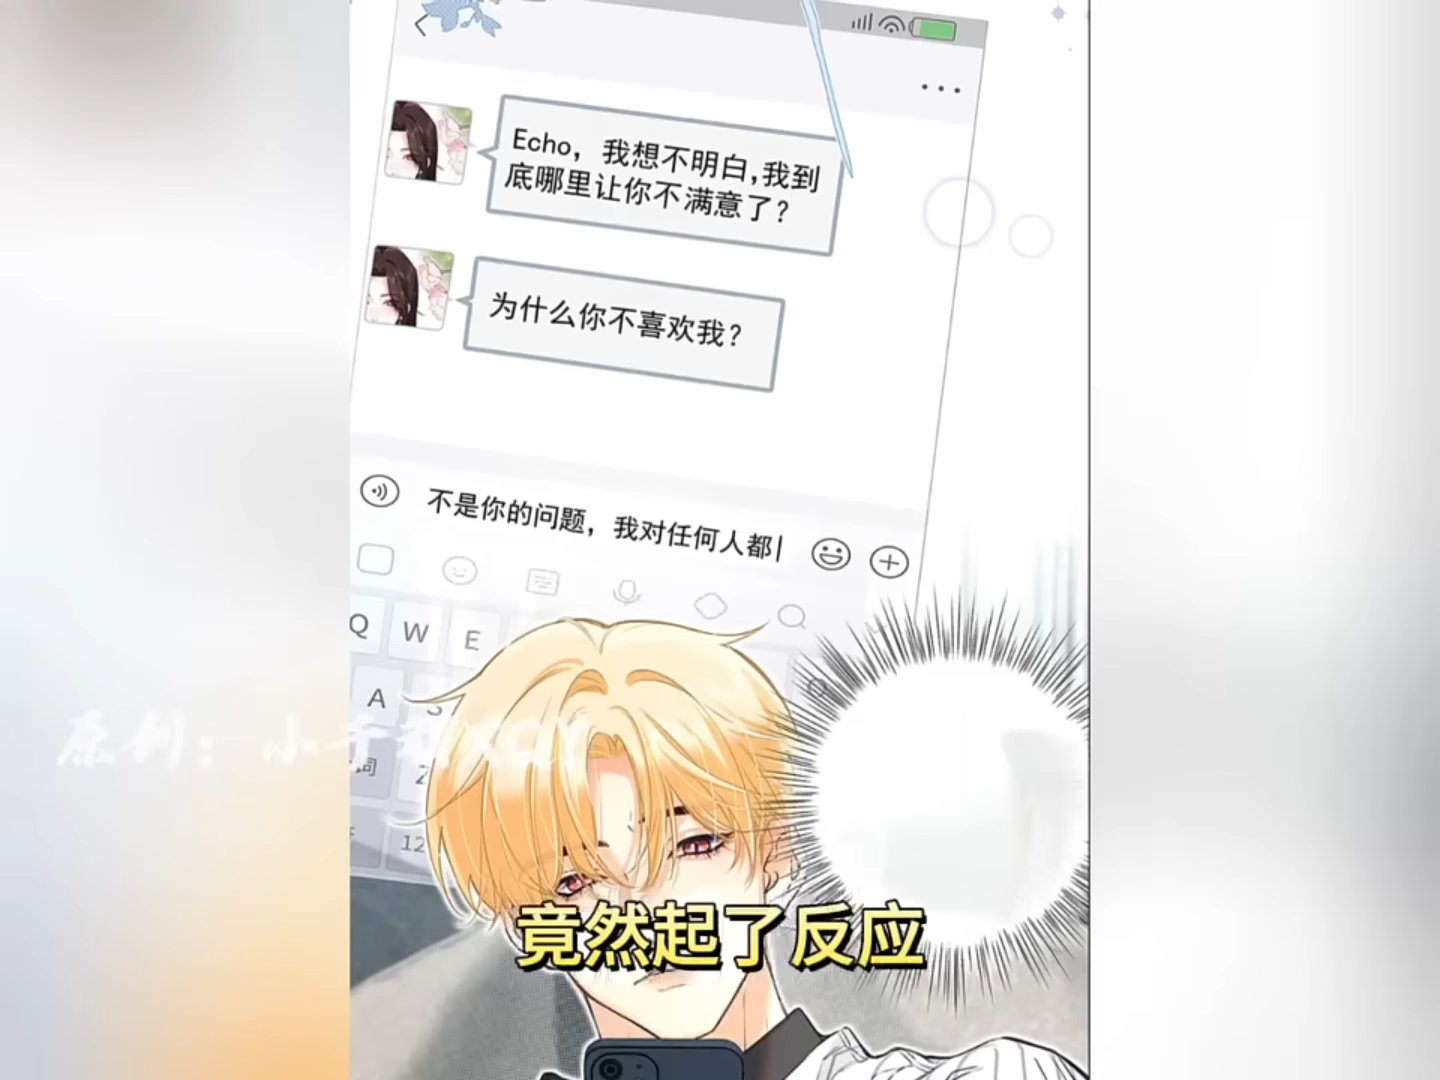 Echo，我想不明白,我到
底哪里让你不满意了？
为什么你不喜欢我？
不是你的问题，我对任何人都
Q W E
A S
词 Z
12
竟然起了反应